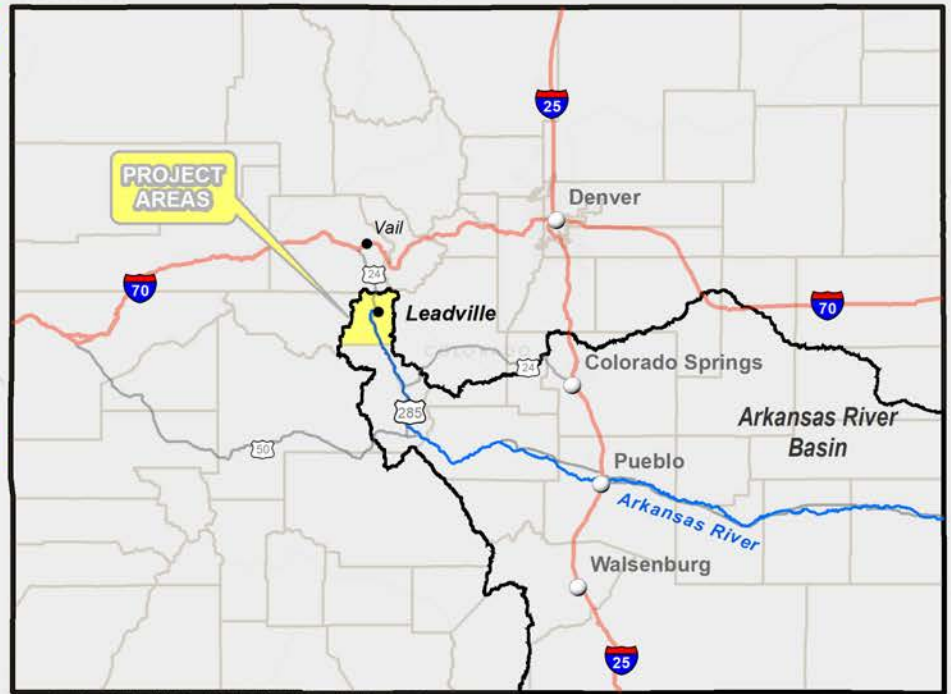 25
PROJECT
AREAS
Denver
Vail
24
70
70
Leadville
COLORADO
24
Colorado Springs
285
Arkansas River
Basin
50
Pueblo
Arkansas River
Walsenburg
25